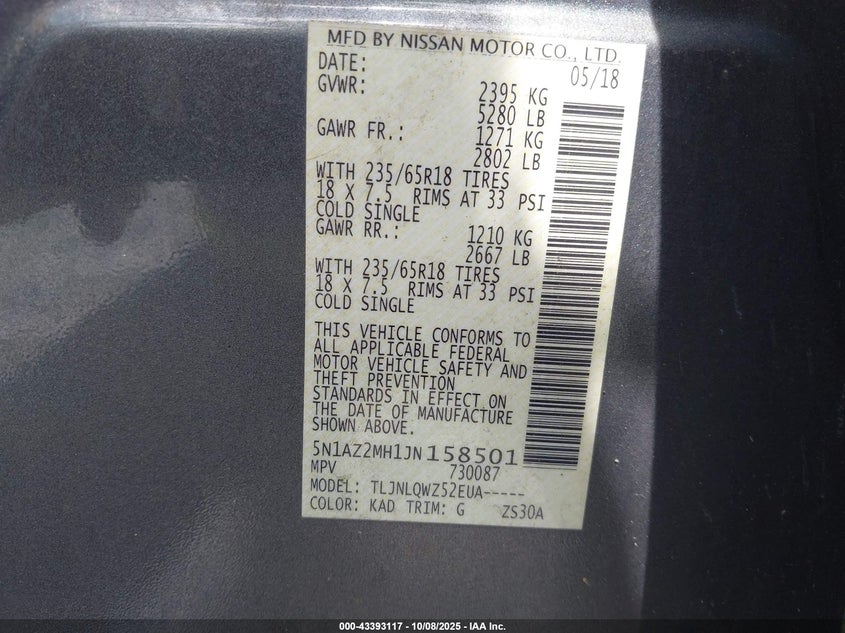 MFD BY NISSAN MOTOR CO., LTD.
DATE: 05/18
GVWR: 2395 KG
5280 LB
GAWR FR.: 1271 KG
2802 LB
WITH 235/65R18 TIRES
18 X 7.5 RIMS AT 33 PSI
COLD SINGLE
GAWR RR.: 1210 KG
2667 LB
WITH 235/65R18 TIRES
18 X 7.5 RIMS AT 33 PSI
COLD SINGLE
THIS VEHICLE CONFORMS TO
ALL APPLICABLE FEDERAL
MOTOR VEHICLE SAFETY AND
THEFT PREVENTION
STANDARDS IN EFFECT ON
THE DATE OF MANUFACTURE
SHOWN ABOVE.
5N1AZ2MH1JN158501
MPV 730087
MODEL: TLJNLQWZ52EUA-----
COLOR: KAD TRIM: G ZS30A
000-43393117 - 10/08/2025 - IAA Inc.